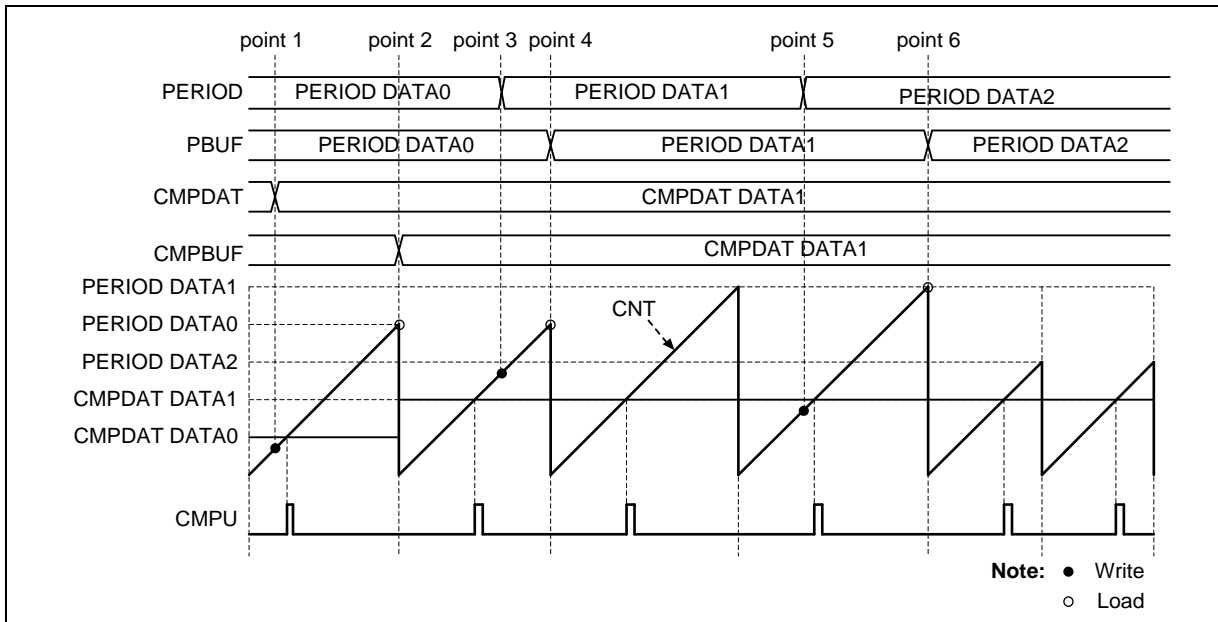 point 1 point 2 point 3 point 4 point 5 point 6
PERIOD PERIOD DATA0 PERIOD DATA1 PERIOD DATA2
PBUF PERIOD DATA0 PERIOD DATA1 PERIOD DATA2
CMPDAT CMPDAT DATA1
CMPBUF CMPDAT DATA1
PERIOD DATA1
CNT
PERIOD DATA0
PERIOD DATA2
CMPDAT DATA1
CMPDAT DATA0
CMPU
Note: ● Write
○ Load